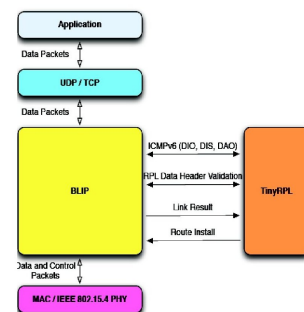 Application
Data Packets
UDP / TCP
Data Packets
ICMPv6 (DIO, DIS, DAO)
RPL Data Header Validation
BLIP
TinyRPL
Link Result
Route Install
Data and Control
Packets
MAC / IEEE 802.15.4 PHY